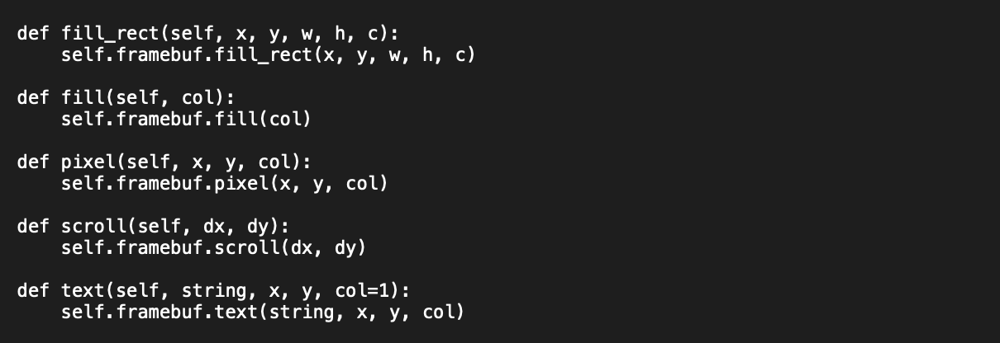 def fill_rect(self, x, y, w, h, c):
    self.framebuf.fill_rect(x, y, w, h, c)

def fill(self, col):
    self.framebuf.fill(col)

def pixel(self, x, y, col):
    self.framebuf.pixel(x, y, col)

def scroll(self, dx, dy):
    self.framebuf.scroll(dx, dy)

def text(self, string, x, y, col=1):
    self.framebuf.text(string, x, y, col)